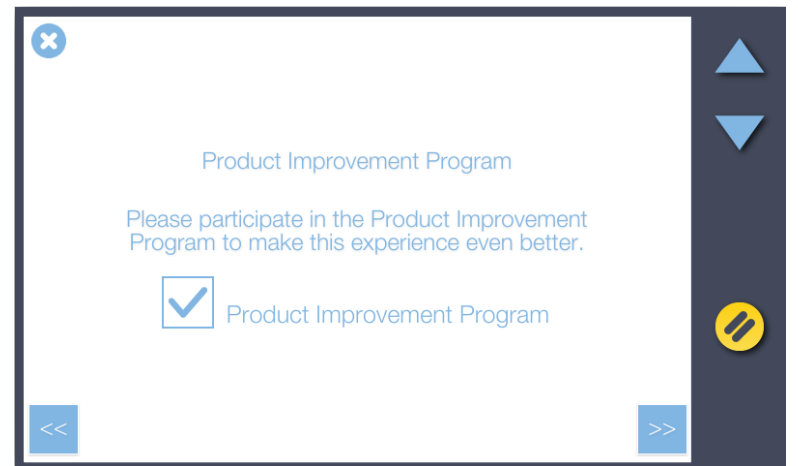 Product Improvement Program
Please participate in the Product Improvement
Program to make this experience even better.
Product Improvement Program
<< >>